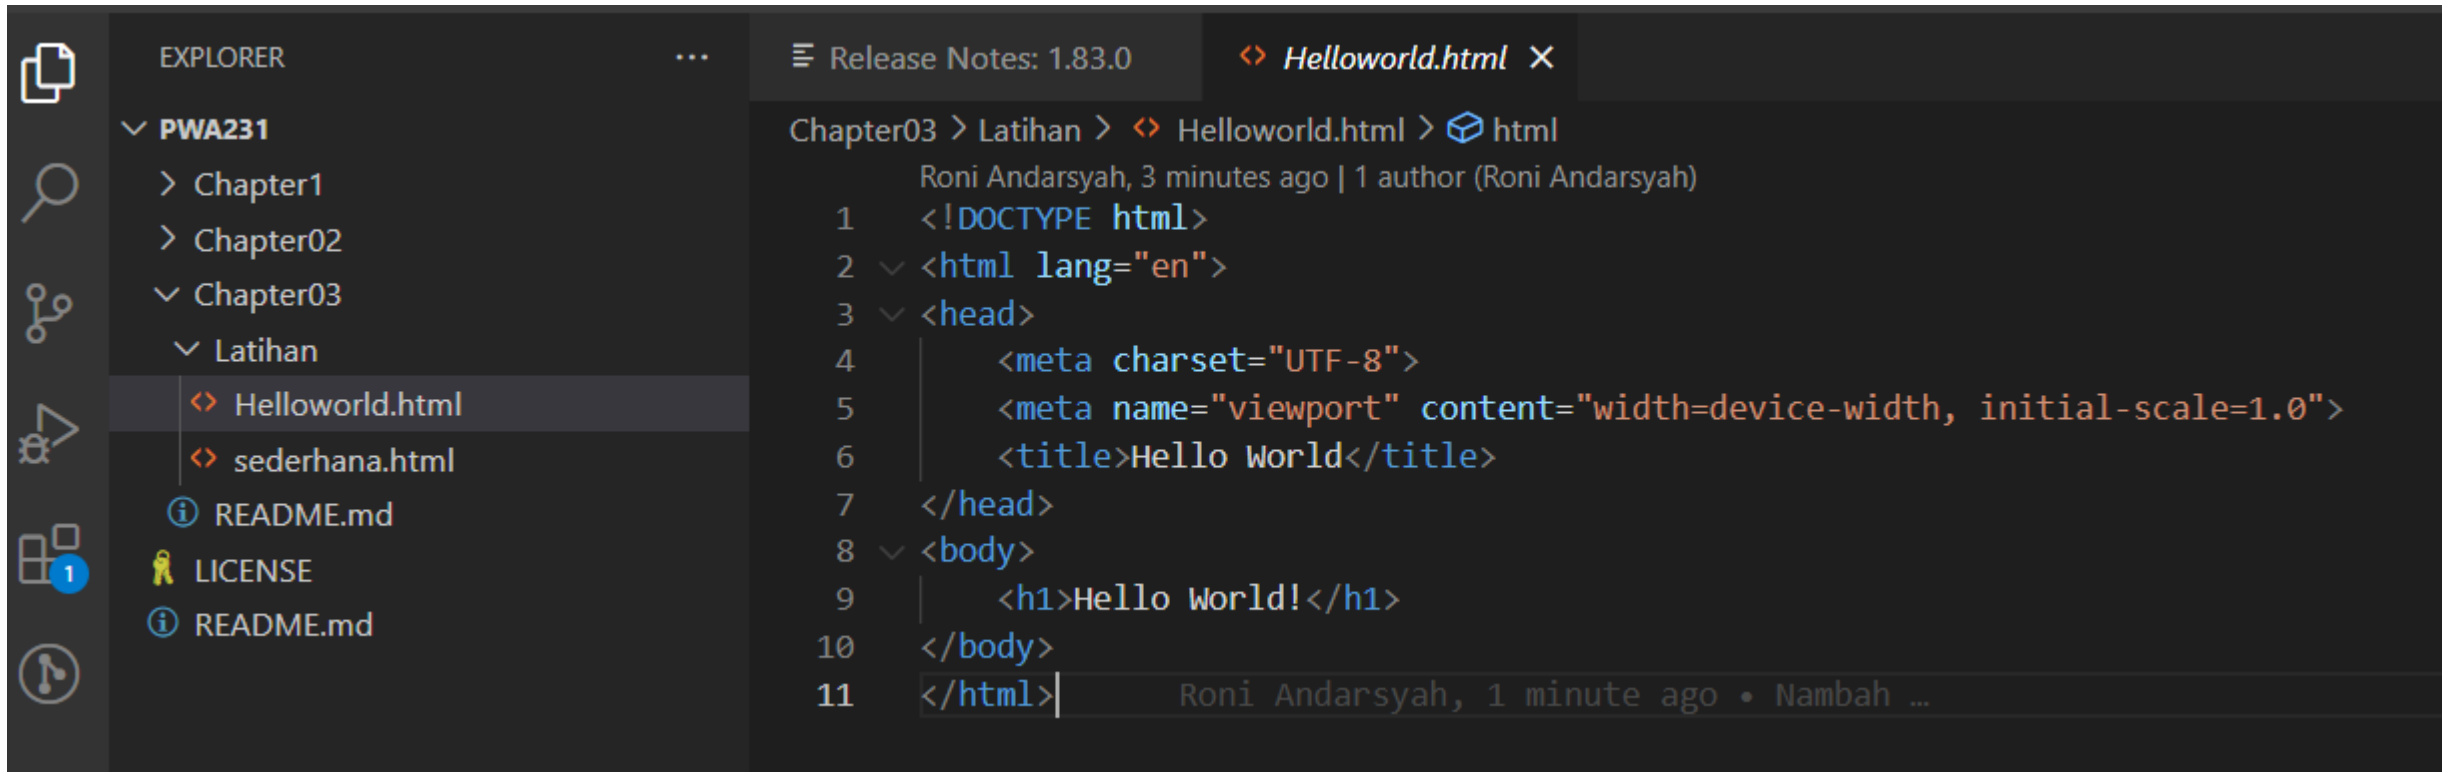 EXPLORER ...
PWA231
Chapter1
Chapter02
Chapter03
Latihan
Helloworld.html
sederhana.html
README.md
LICENSE
README.md
1
Release Notes: 1.83.0
Helloworld.html
Chapter03 > Latihan > Helloworld.html > html
Roni Andarsyah, 3 minutes ago | 1 author (Roni Andarsyah)
1 <!DOCTYPE html>
2 <html lang="en">
3 <head>
4 <meta charset="UTF-8">
5 <meta name="viewport" content="width=device-width, initial-scale=1.0">
6 <title>Hello World</title>
7 </head>
8 <body>
9 <h1>Hello World!</h1>
10 </body>
11 </html> Roni Andarsyah, 1 minute ago • Nambah …